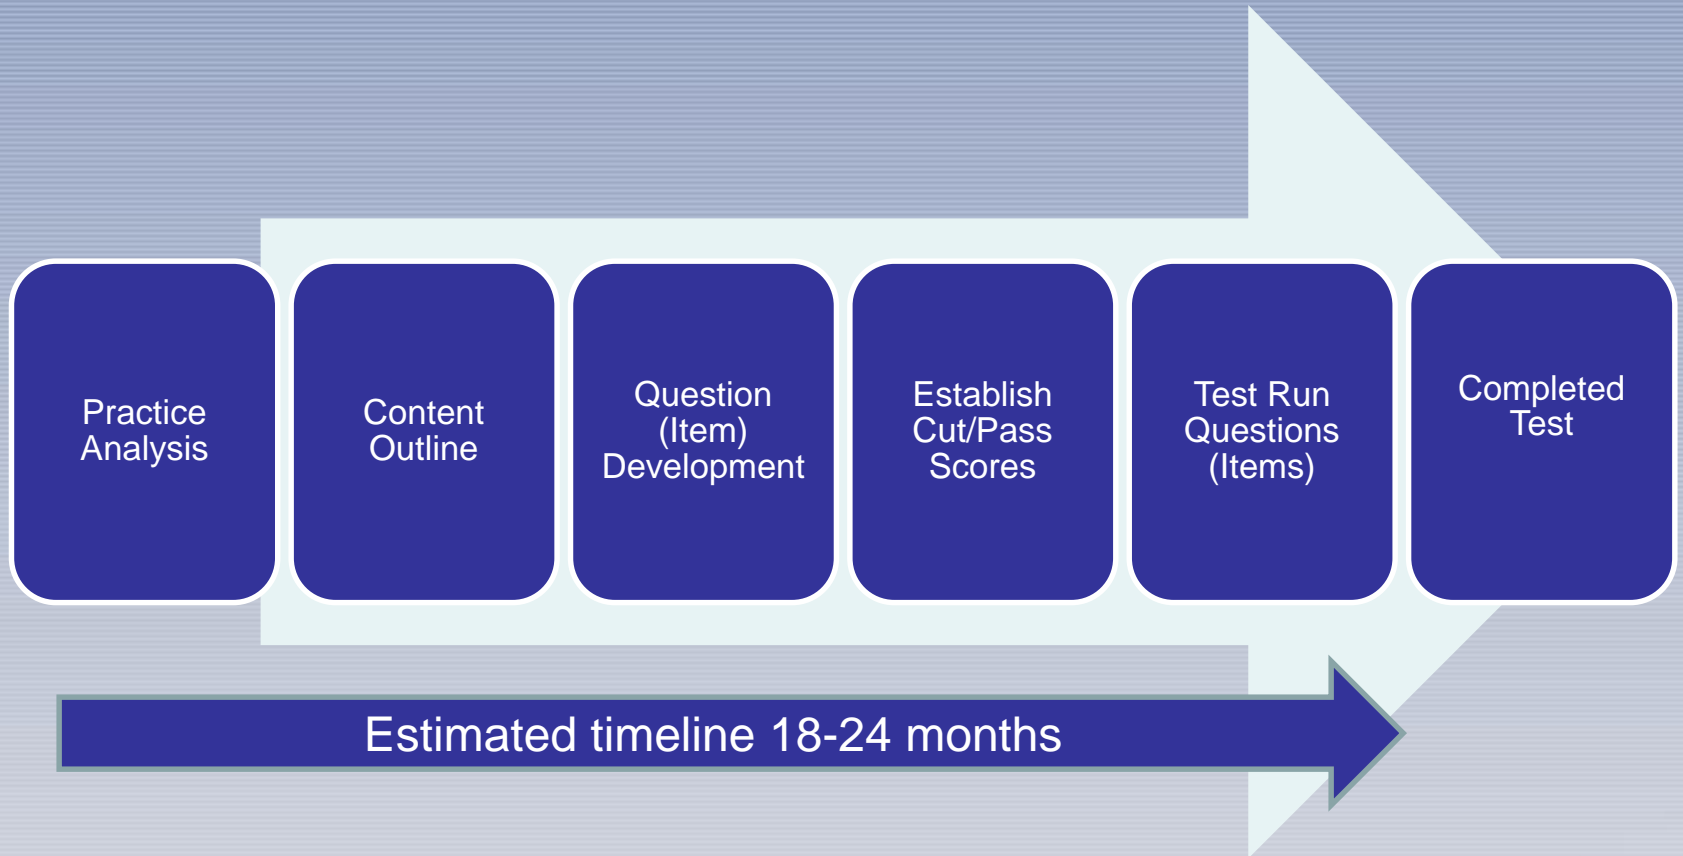 Practice
Analysis
Content
Outline
Question
(Item)
Development
Establish
Cut/Pass
Scores
Test Run
Questions
(Items)
Completed
Test
Estimated timeline 18-24 months